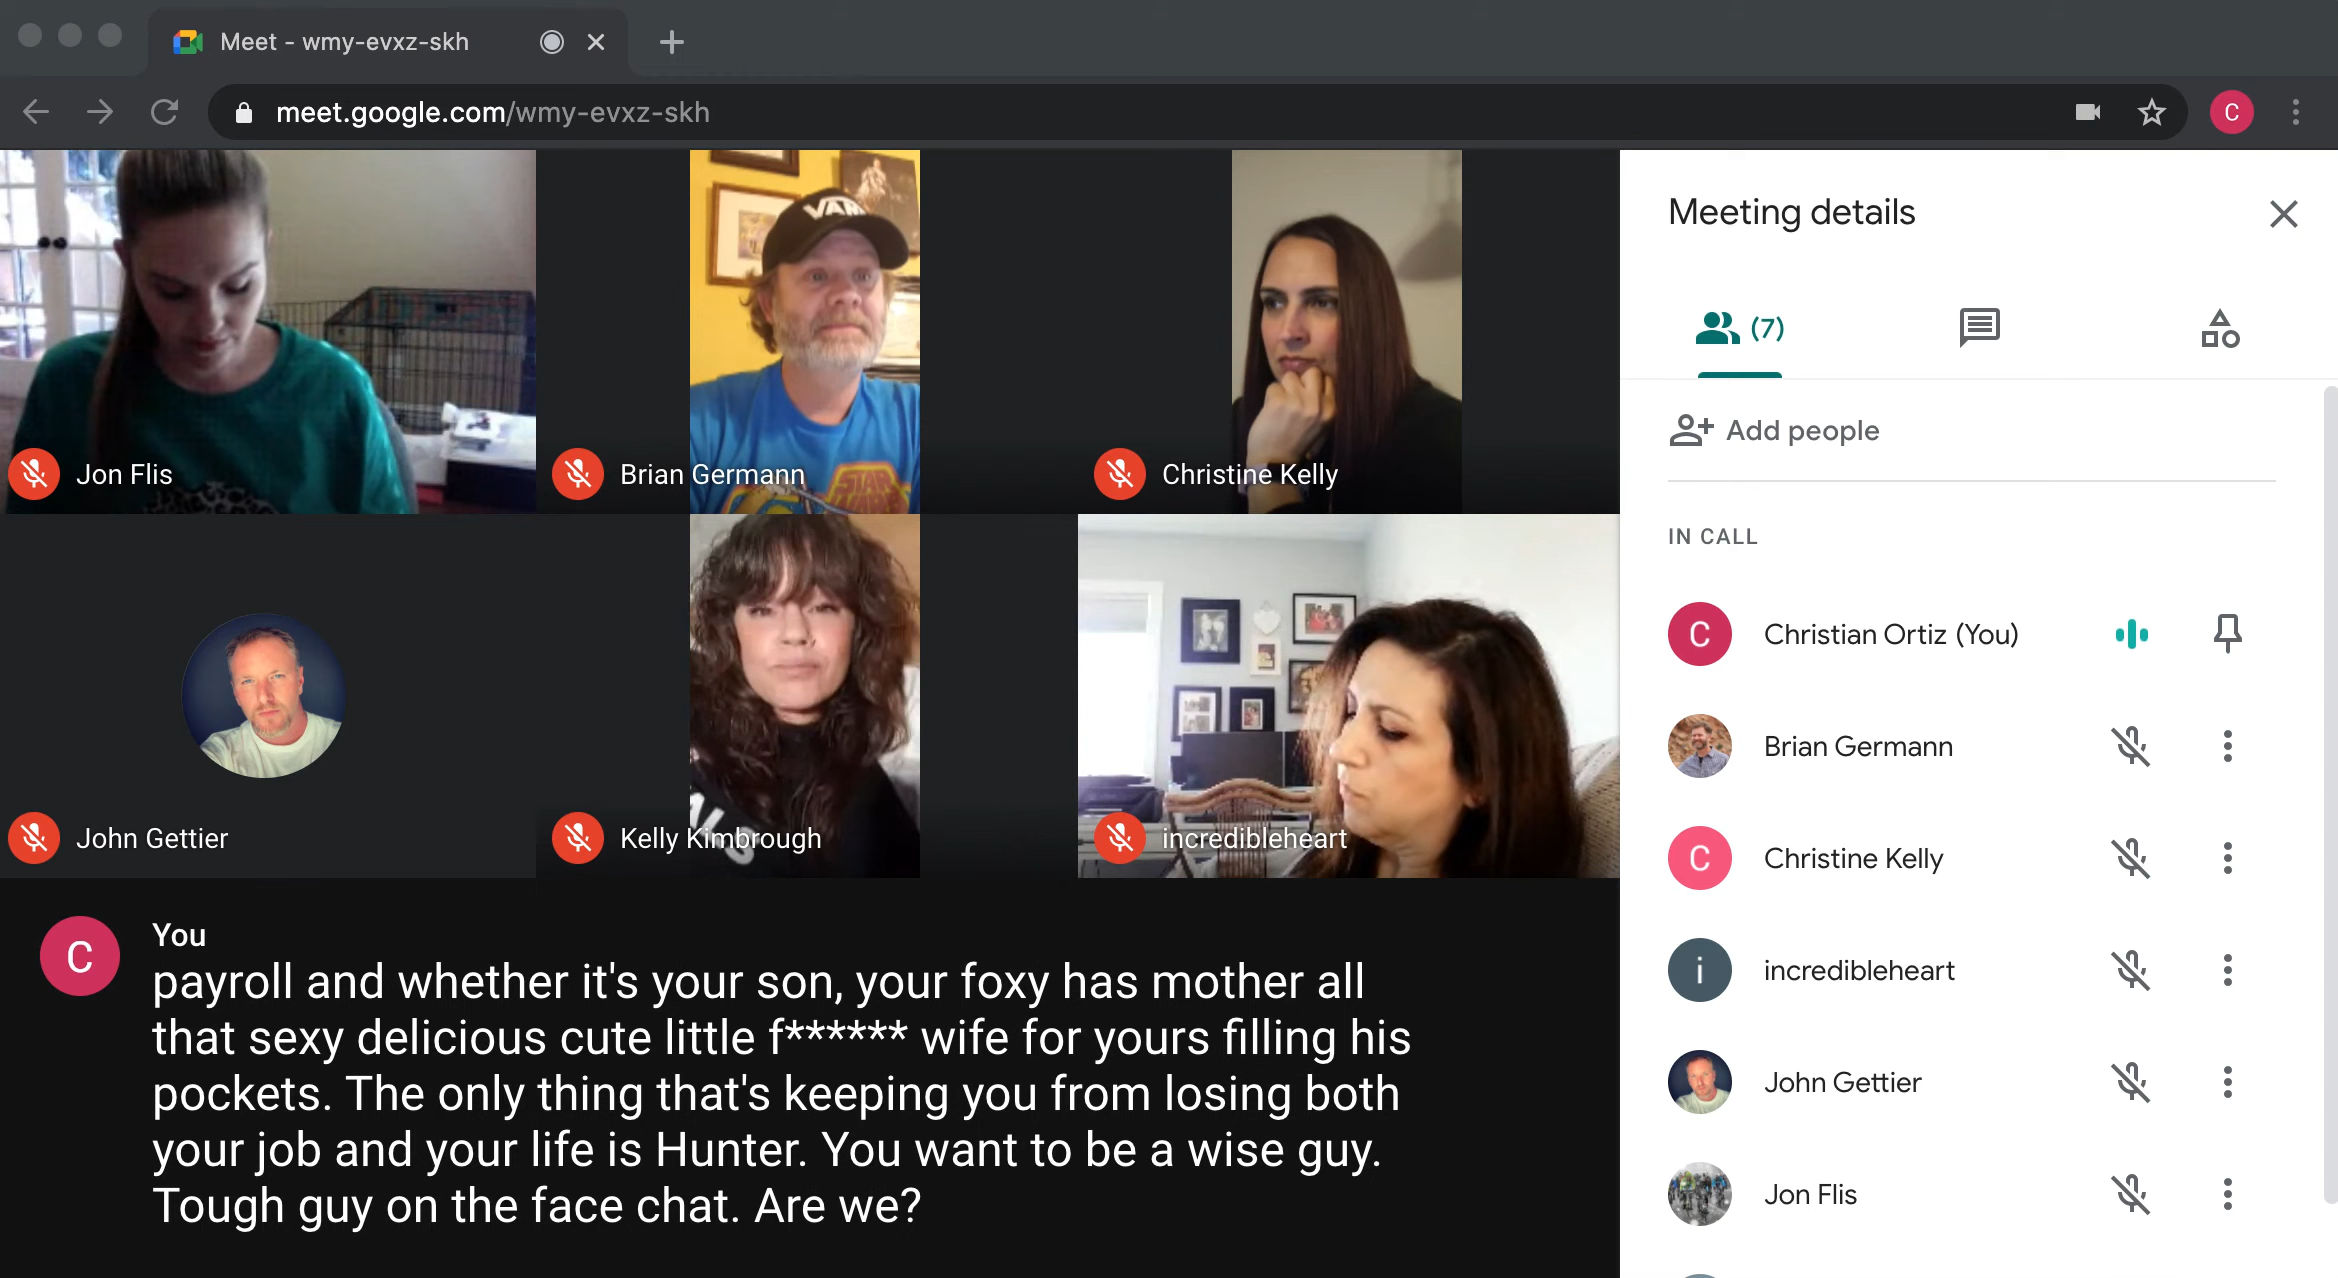 Meet - wmy-evxz-skh
meet.google.com/wmy-evxz-skh
C
VANS
STAR
WARS
Jon Flis
Brian Germann
Christine Kelly
John Gettier
Kelly Kimbrough
incredibleheart
C
You
payroll and whether it's your son, your foxy has mother all
that sexy delicious cute little f****** wife for yours filling his
pockets. The only thing that's keeping you from losing both
your job and your life is Hunter. You want to be a wise guy.
Tough guy on the face chat. Are we?
Meeting details
(7)
Add people
IN CALL
C
Christian Ortiz (You)
Brian Germann
C
Christine Kelly
i
incredibleheart
John Gettier
Jon Flis